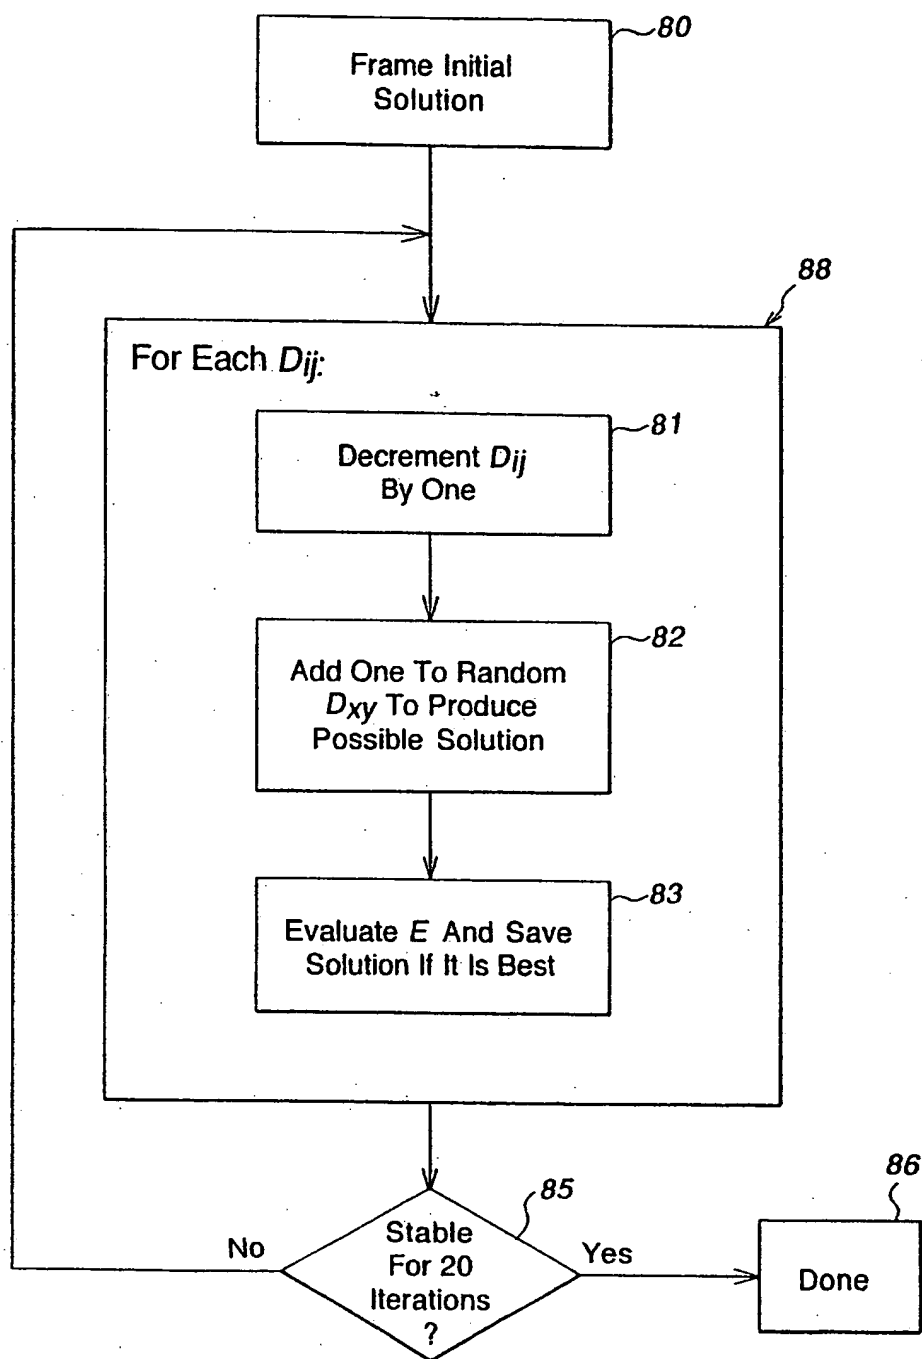 80
Frame Initial
Solution
88
For Each Dij:
81
Decrement Dij
By One
82
Add One To Random
Dxy To Produce
Possible Solution
83
Evaluate E And Save
Solution If It Is Best
85
86
Stable
For 20
Iterations
?
No
Yes
Done